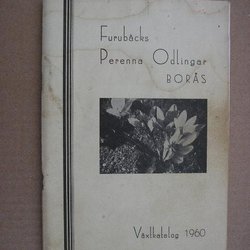 Furubäcks
Perenna Odlingar
BORÅS
Växtkatalog 1960